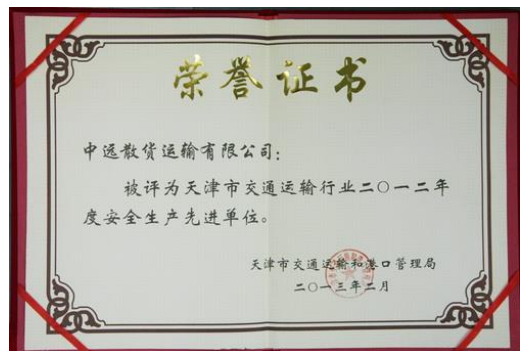 荣誉证书
中远散货运输有限公司：
被评为天津市交通运输行业二〇一二年
度安全生产先进单位。
天津市交通运输和港口管理局
二〇一三年二月